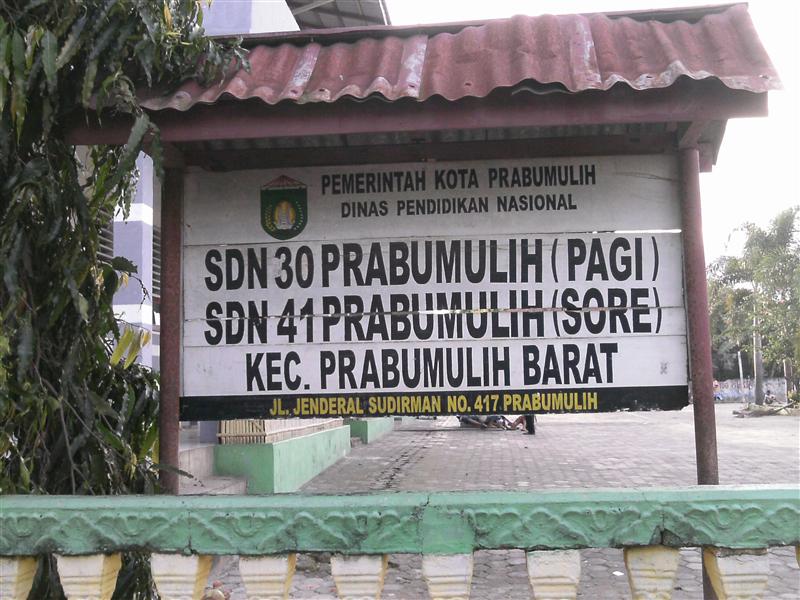 PEMERINTAH KOTA PRABUMULIH
DINAS PENDIDIKAN NASIONAL
SDN 30 PRABUMULIH (PAGI)
SDN 41 PRABUMULIH (SORE)
KEC. PRABUMULIH BARAT
JL. JENDERAL SUDIRMAN NO. 417 PRABUMULIH